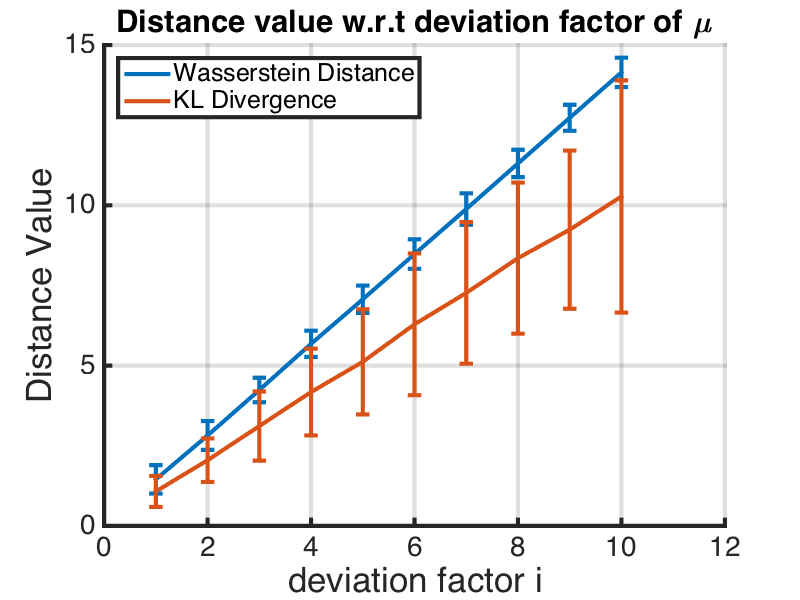 Distance value w.r.t deviation factor of μ
Wasserstein Distance
KL Divergence
Distance Value
15
10
5
0
0 2 4 6 8 10 12
deviation factor i